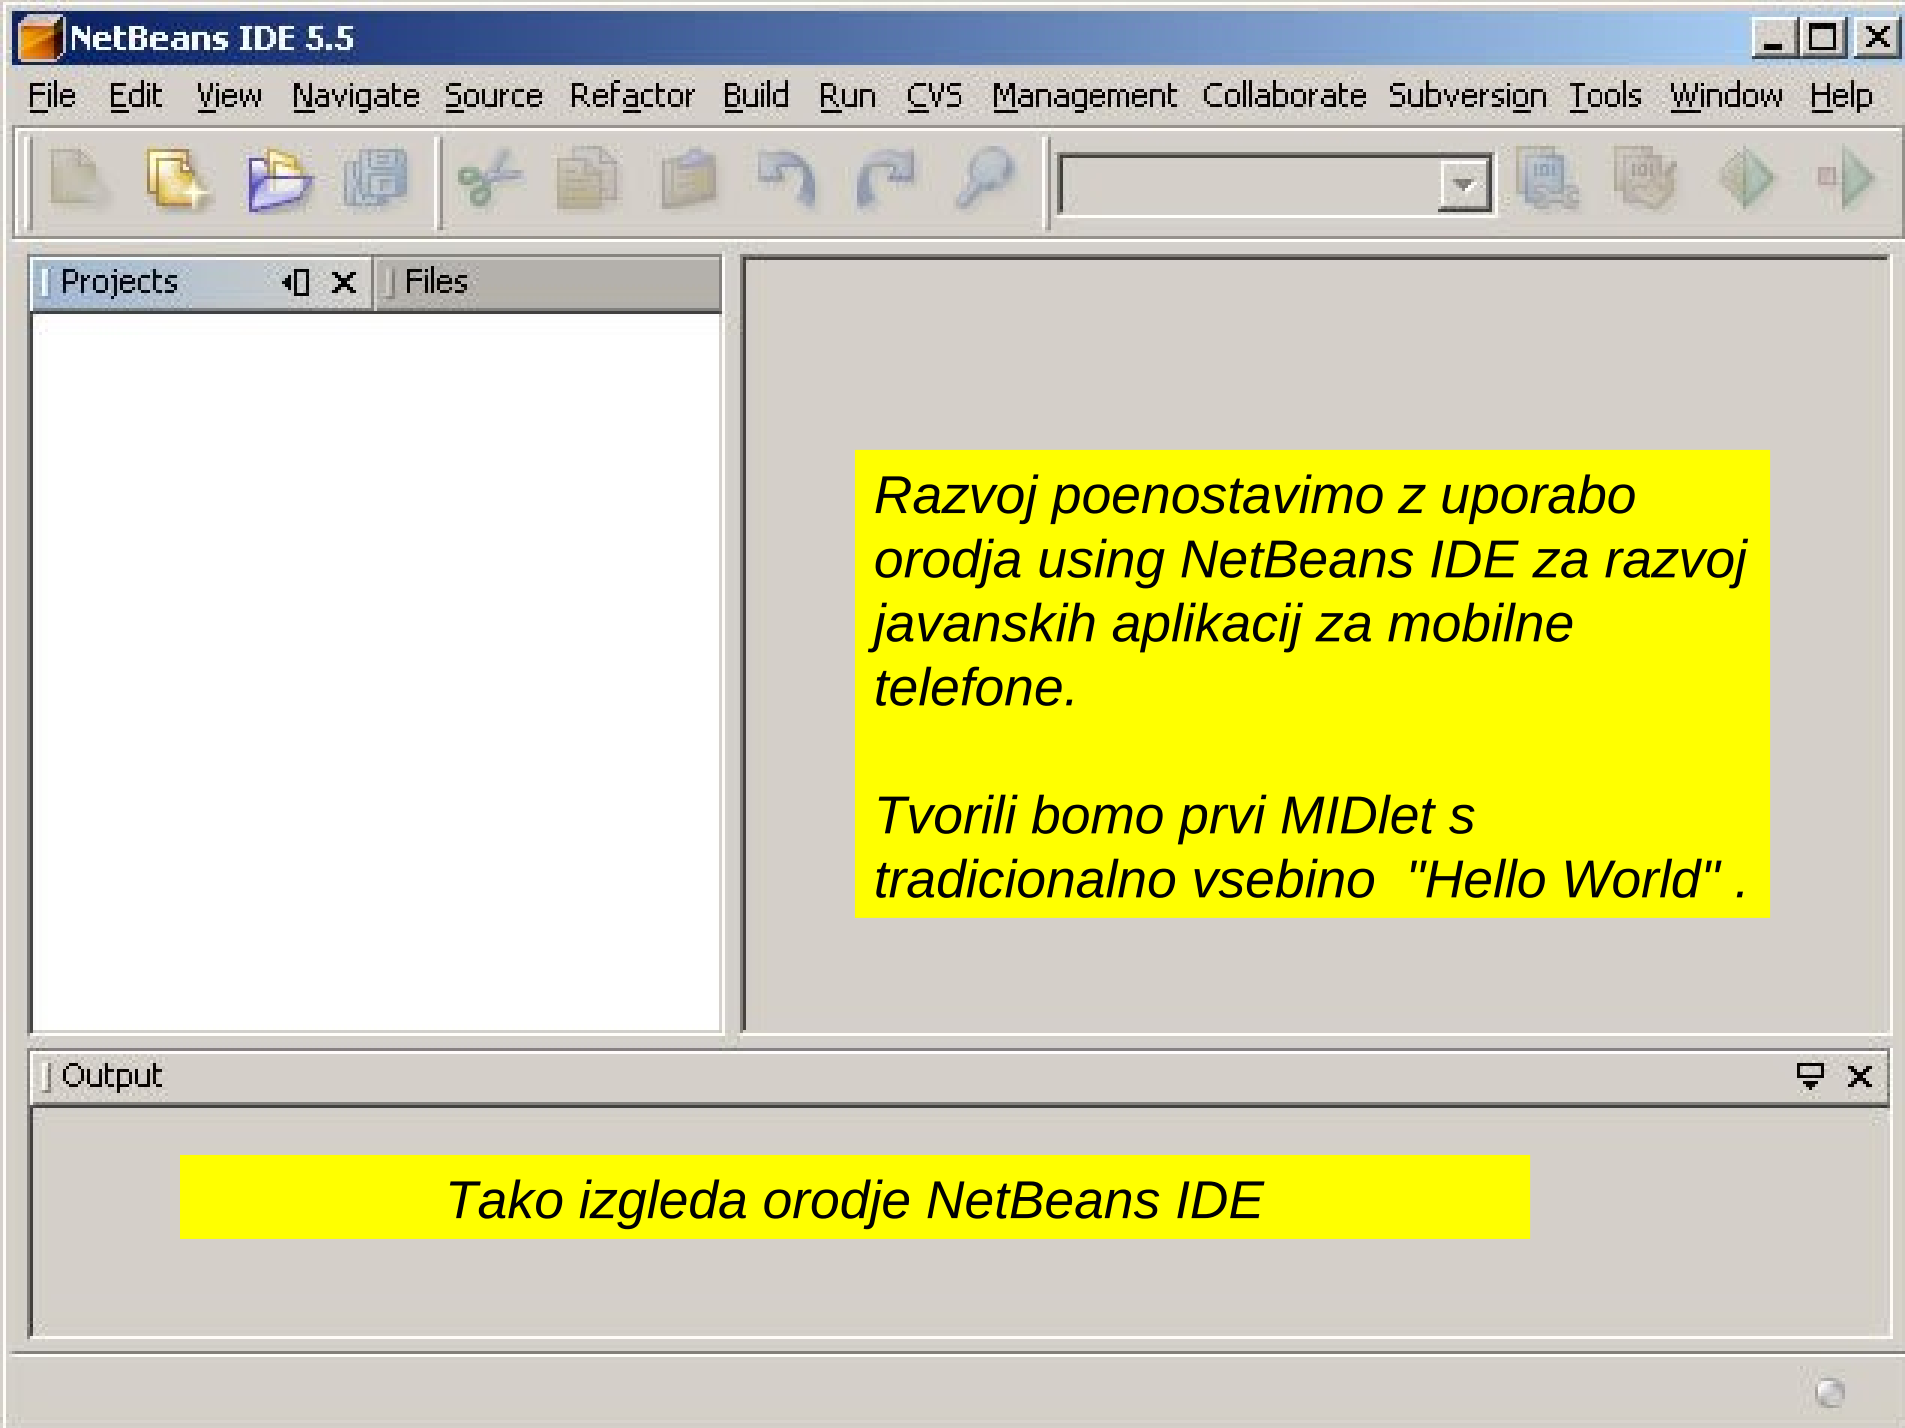 NetBeans IDE 5.5
File Edit View Navigate Source Refactor Build Run CVS Management Collaborate Subversion Tools Window Help
Projects Files
Razvoj poenostavimo z uporabo
orodja using NetBeans IDE za razvoj
javanskih aplikacij za mobilne
telefone.
Tvorili bomo prvi MIDlet s
tradicionalno vsebino  "Hello World" .
Output
Tako izgleda orodje NetBeans IDE